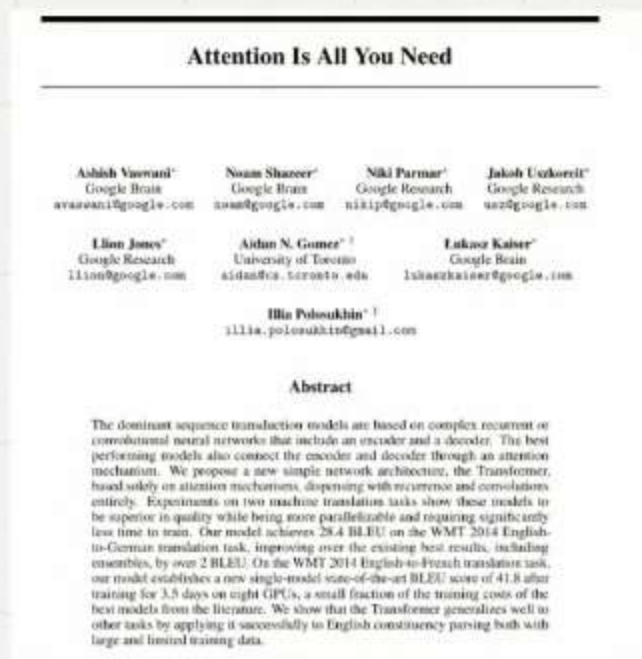 Attention Is All You Need
Ashish Vaswani* Noam Shazeer* Niki Parmar* Jakob Uszkoreit*
Google Brain Google Brain Google Research Google Research
avaswani@google.com noam@google.com nikip@google.com usz@google.com
Llion Jones* Aidan N. Gomez* † Łukasz Kaiser*
Google Research University of Toronto Google Brain
llion@google.com aidan@cs.toronto.edu lukaszkaiser@google.com
Illia Polosukhin* ‡
illia.polosukhin@gmail.com
Abstract
The dominant sequence transduction models are based on complex recurrent or
convolutional neural networks that include an encoder and a decoder. The best
performing models also connect the encoder and decoder through an attention
mechanism. We propose a new simple network architecture, the Transformer,
based solely on attention mechanisms, dispensing with recurrence and convolutions
entirely. Experiments on two machine translation tasks show these models to
be superior in quality while being more parallelizable and requiring significantly
less time to train. Our model achieves 28.4 BLEU on the WMT 2014 English-
to-German translation task, improving over the existing best results, including
ensembles, by over 2 BLEU. On the WMT 2014 English-to-French translation task,
our model establishes a new single-model state-of-the-art BLEU score of 41.8 after
training for 3.5 days on eight GPUs, a small fraction of the training costs of the
best models from the literature. We show that the Transformer generalizes well to
other tasks by applying it successfully to English constituency parsing both with
large and limited training data.